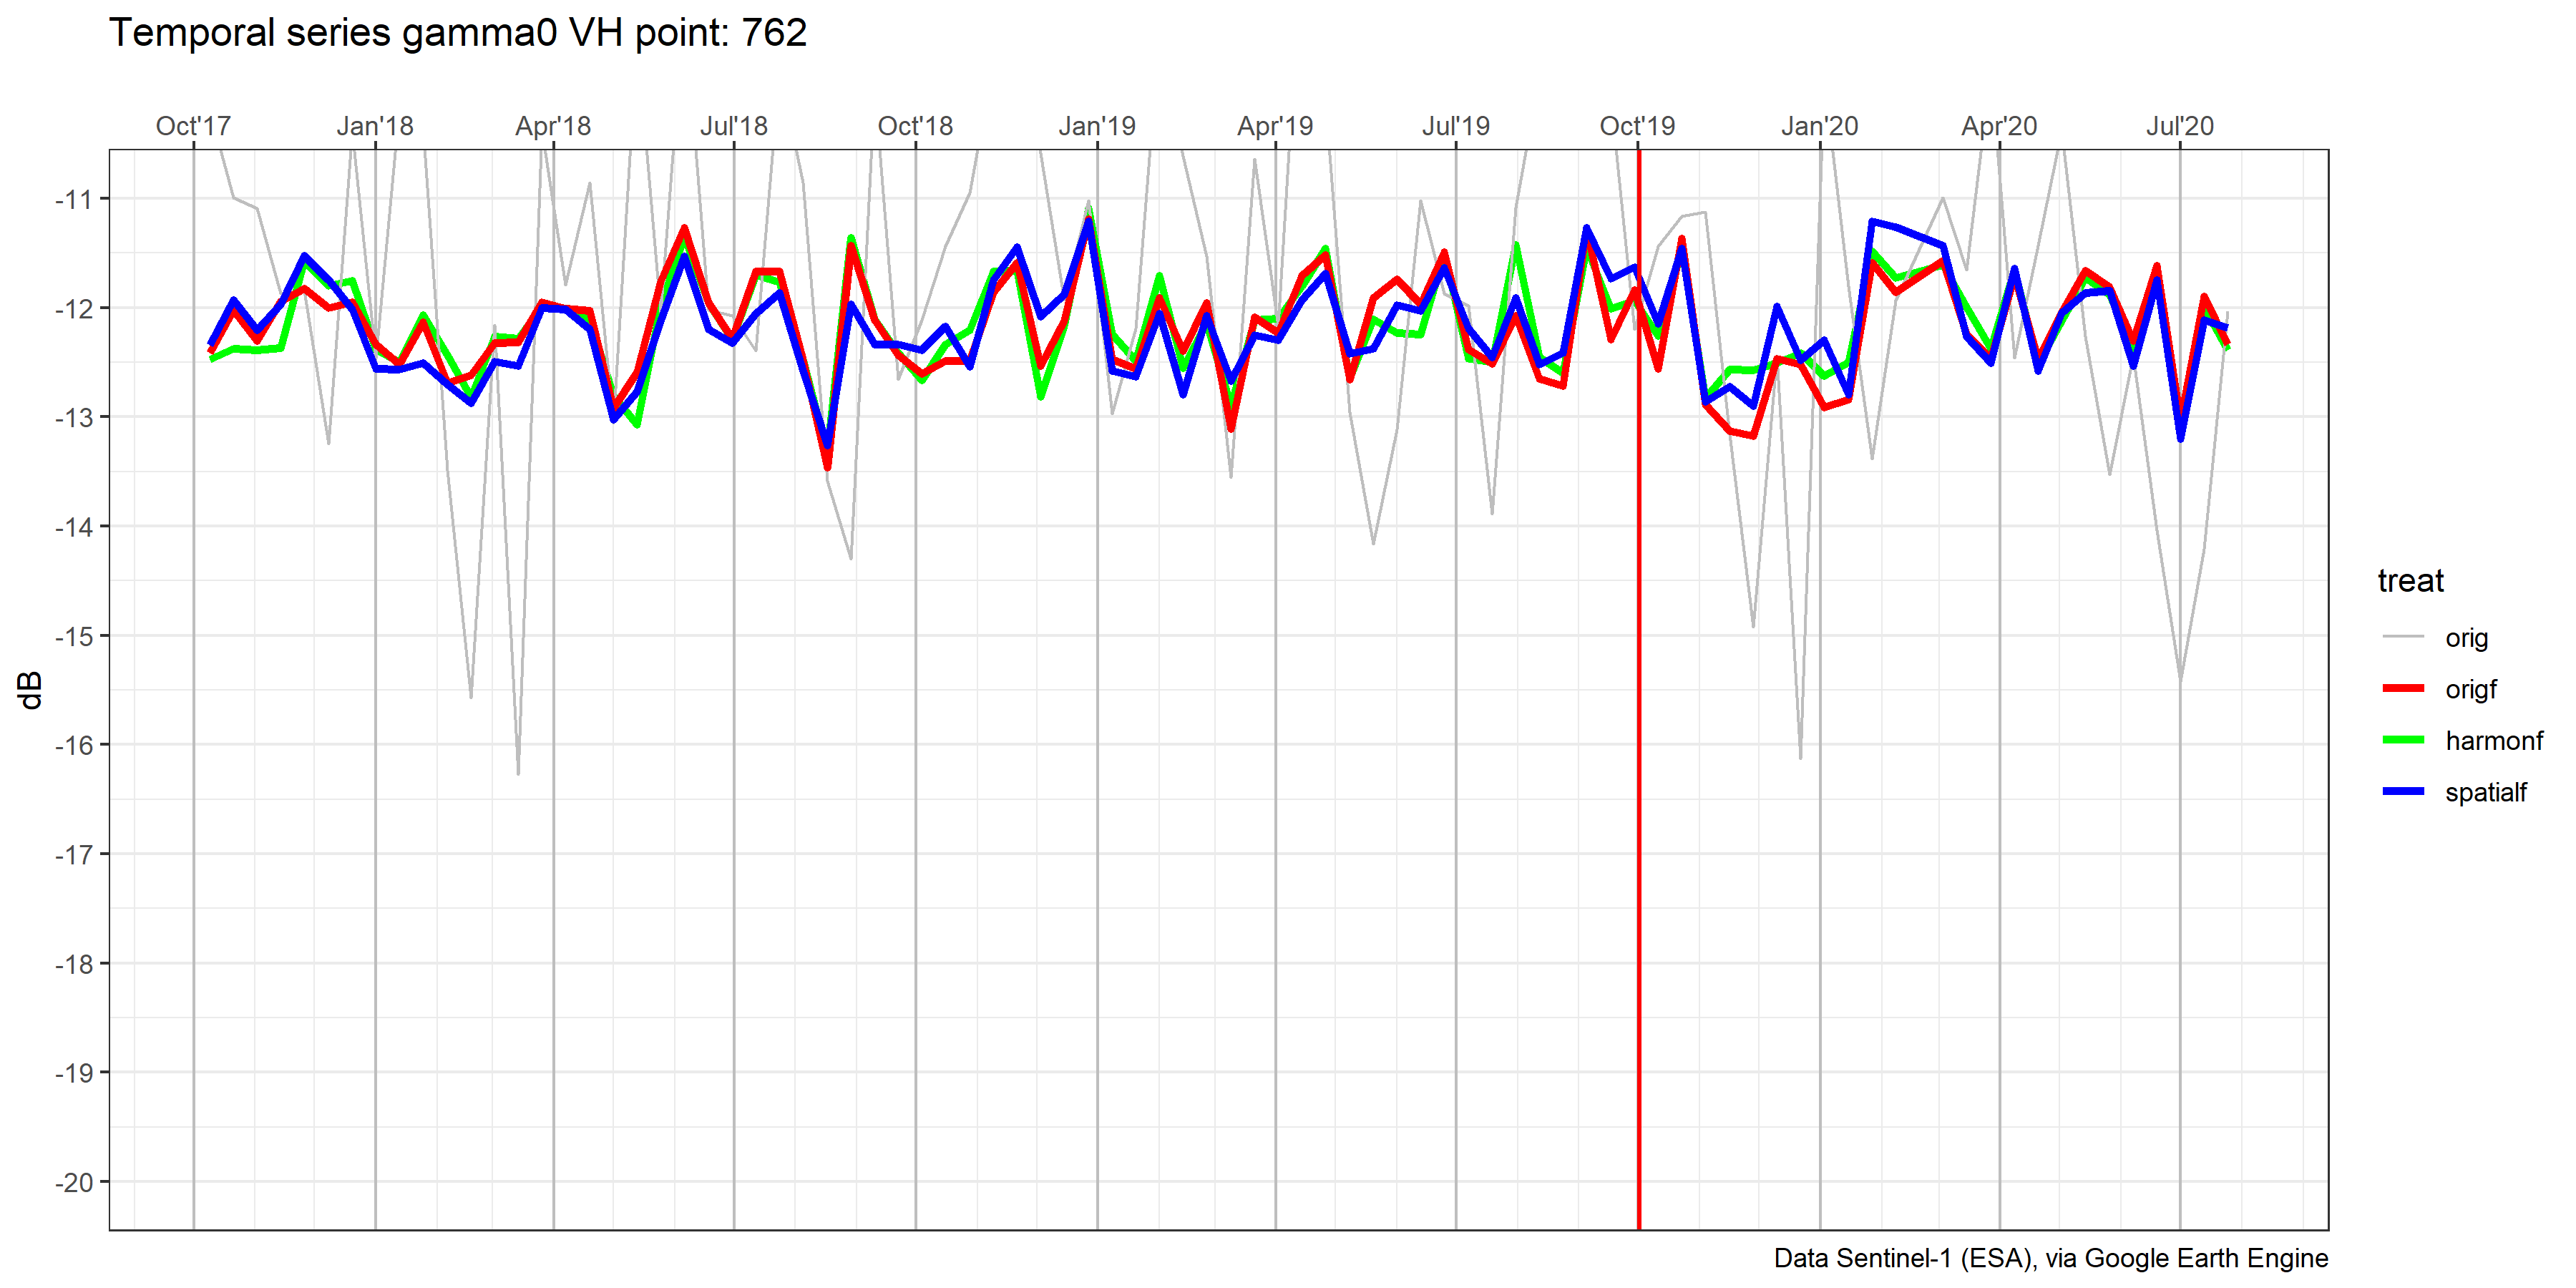 Temporal series gamma0 VH point: 762
Oct'17 Jan'18 Apr'18 Jul'18 Oct'18 Jan'19 Apr'19 Jul'19 Oct'19 Jan'20 Apr'20 Jul'20
-11
-12
-13
-14
-15
-16
-17
-18
-19
-20
dB
treat
orig
origf
harmonf
spatialf
Data Sentinel-1 (ESA), via Google Earth Engine